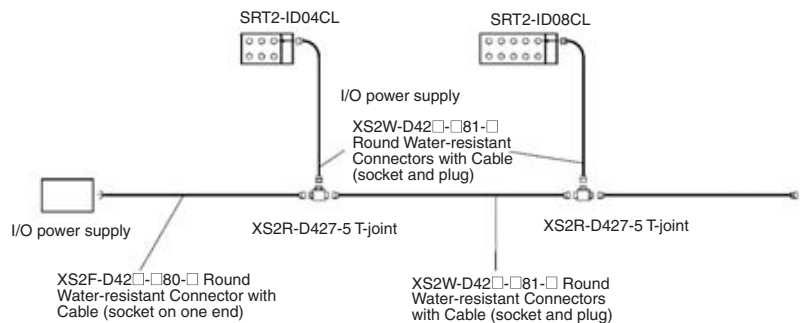 SRT2-ID04CL
SRT2-ID08CL
I/O power supply
XS2W-D42□-□81-□
Round Water-resistant
Connectors with Cable
(socket and plug)
I/O power supply
XS2R-D427-5 T-joint
XS2R-D427-5 T-joint
XS2F-D42□-□80-□ Round
Water-resistant Connector with
Cable (socket on one end)
XS2W-D42□-□81-□ Round
Water-resistant Connectors
with Cable (socket and plug)